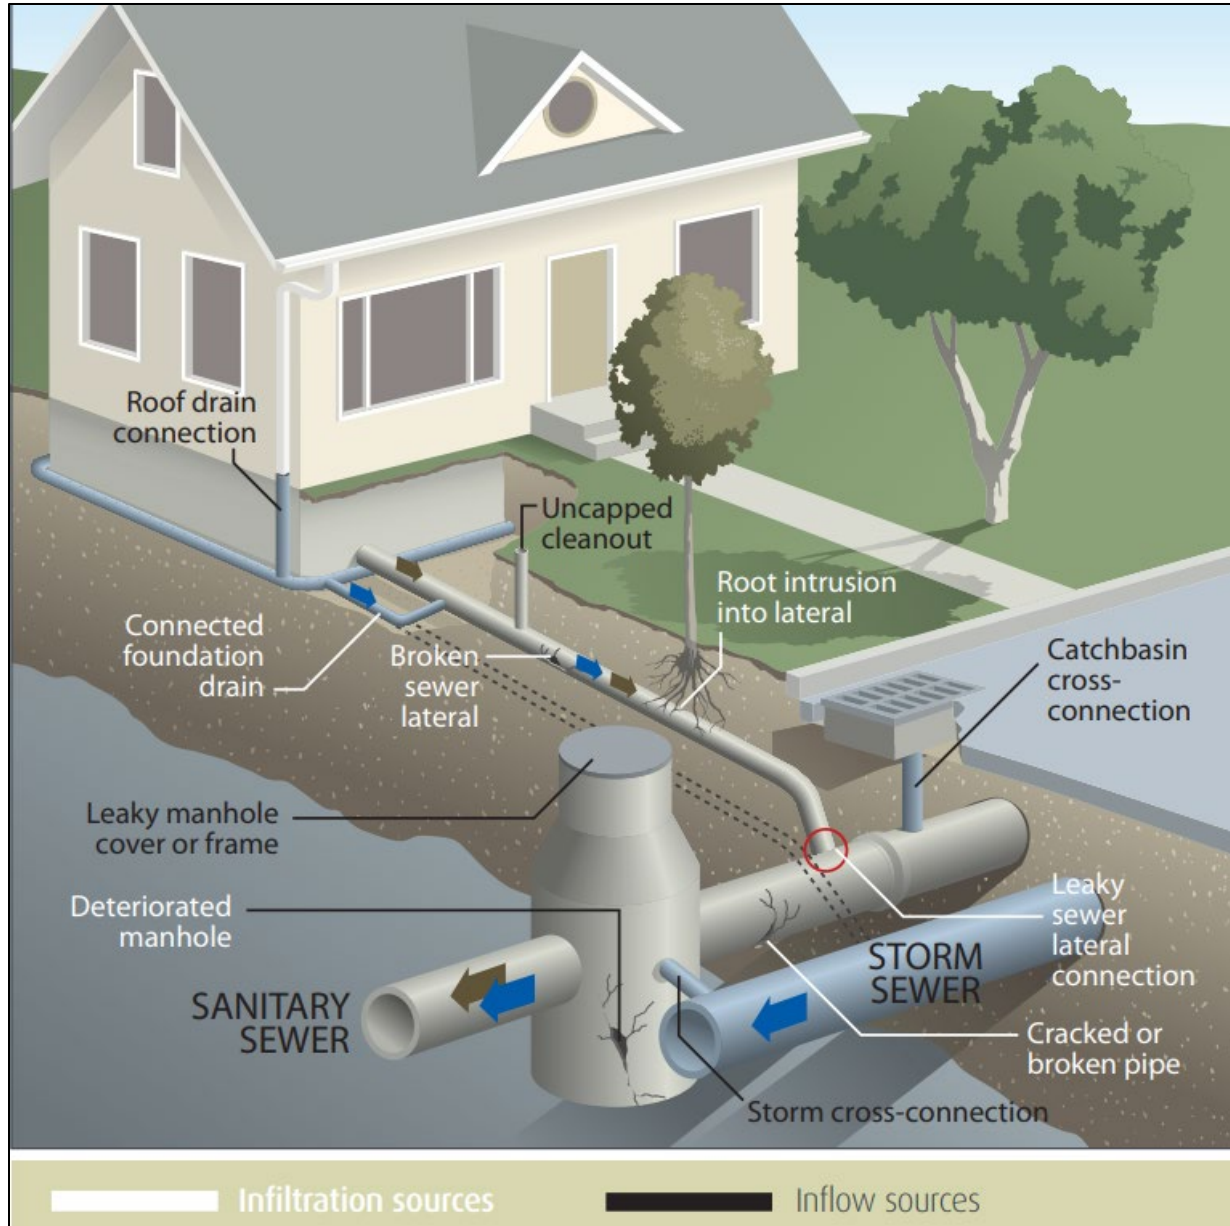 Roof drain
connection
Uncapped
cleanout
Root intrusion
into lateral
Connected
foundation
drain
Broken
sewer
lateral
Catchbasin
cross-
connection
Leaky manhole
cover or frame
Deteriorated
manhole
Leaky
sewer
lateral
connection
STORM
SEWER
SANITARY
SEWER
Cracked or
broken pipe
Storm cross-connection
Infiltration sources
Inflow sources